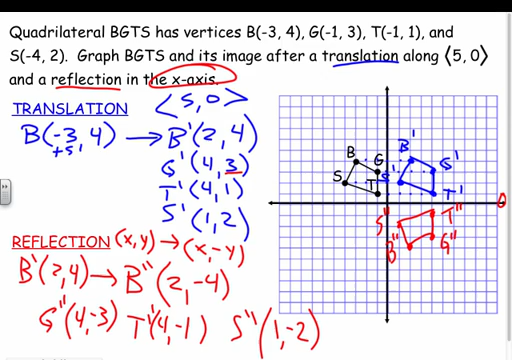 Quadrilateral BGTS has vertices B(-3, 4), G(-1, 3), T(-1, 1), and
S(-4, 2). Graph BGTS and its image after a translation along ⟨5, 0⟩
and a reflection in the x-axis.
TRANSLATION
<5, 0>
B(-3, 4) → B'(2, 4)
+5
G'(4, 3)
T'(4, 1)
S'(1, 2)
REFLECTION (x, y) → (x, -y)
B'(2, 4) → B"(2, -4)
G"(4, -3) T"(4, -1) S"(1, -2)
B G B' G'
S T S' T'
S" T"
B" G"